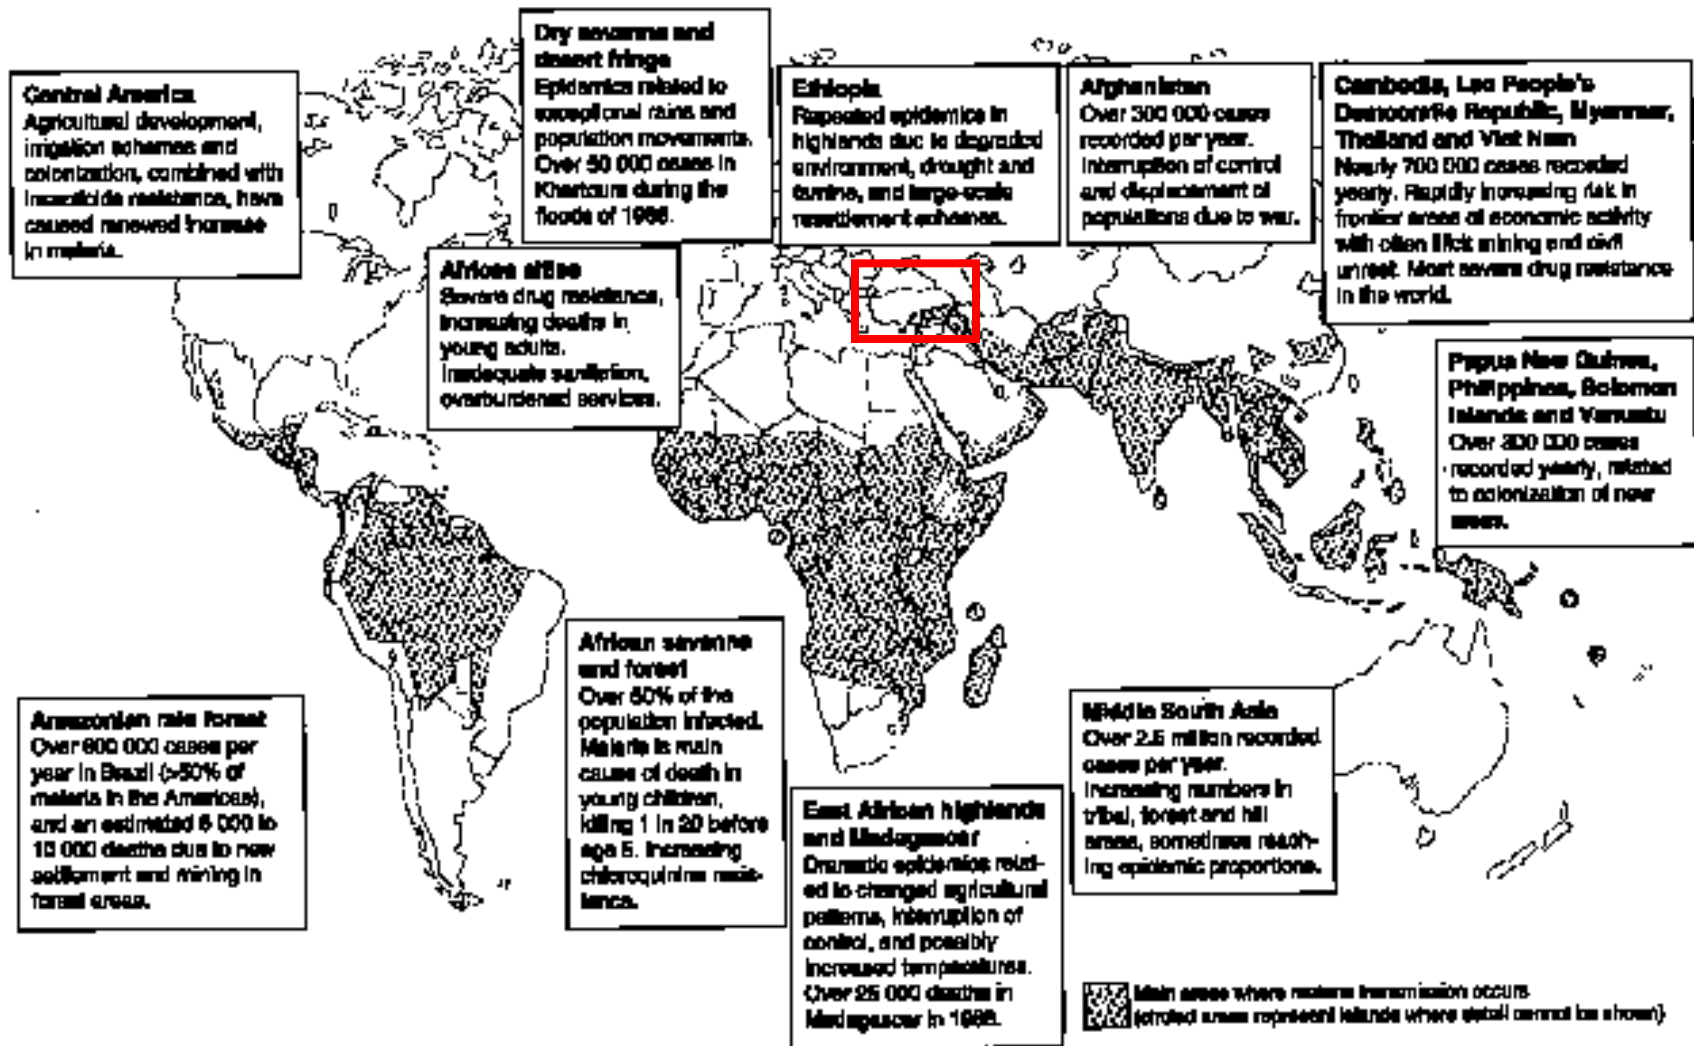 Central America
Agricultural development,
irrigation schemes and
colonization, combined with
insecticide resistance, have
caused renewed increase
in malaria.
Dry savanna and
desert fringe
Epidemics related to
exceptional rains and
population movements.
Over 50 000 cases in
Khartoum during the
floods of 1988.
African cities
Severe drug resistance,
increasing deaths in
young adults.
Inadequate sanitation,
overburdened services.
Ethiopia
Repeated epidemics in
highlands due to degraded
environment, drought and
famine, and large-scale
resettlement schemes.
Afghanistan
Over 300 000 cases
recorded per year.
Interruption of control
and displacement of
populations due to war.
Cambodia, Lao People's
Democratic Republic, Myanmar,
Thailand and Viet Nam
Nearly 700 000 cases recorded
yearly. Rapidly increasing risk in
frontier areas of economic activity
with often illicit mining and civil
unrest. Most severe drug resistance
in the world.
Papua New Guinea,
Philippines, Solomon
Islands and Vanuatu
Over 300 000 cases
recorded yearly, related
to colonization of new
areas.
Amazonian rain forest
Over 600 000 cases per
year in Brazil (>50% of
malaria in the Americas),
and an estimated 6 000 to
10 000 deaths due to new
settlement and mining in
forest areas.
African savanna
and forest
Over 50% of the
population infected.
Malaria is main
cause of death in
young children,
killing 1 in 20 before
age 5. Increasing
chloroquinine resis-
tance.
East African highlands
and Madagascar
Dramatic epidemics relat-
ed to changed agricultural
patterns, interruption of
control, and possibly
increased temperatures.
Over 25 000 deaths in
Madagascar in 1988.
Middle South Asia
Over 2.5 million recorded
cases per year.
Increasing numbers in
tribal, forest and hill
areas, sometimes reach-
ing epidemic proportions.
Main areas where malaria transmission occurs
(circled areas represent islands where detail cannot be shown)